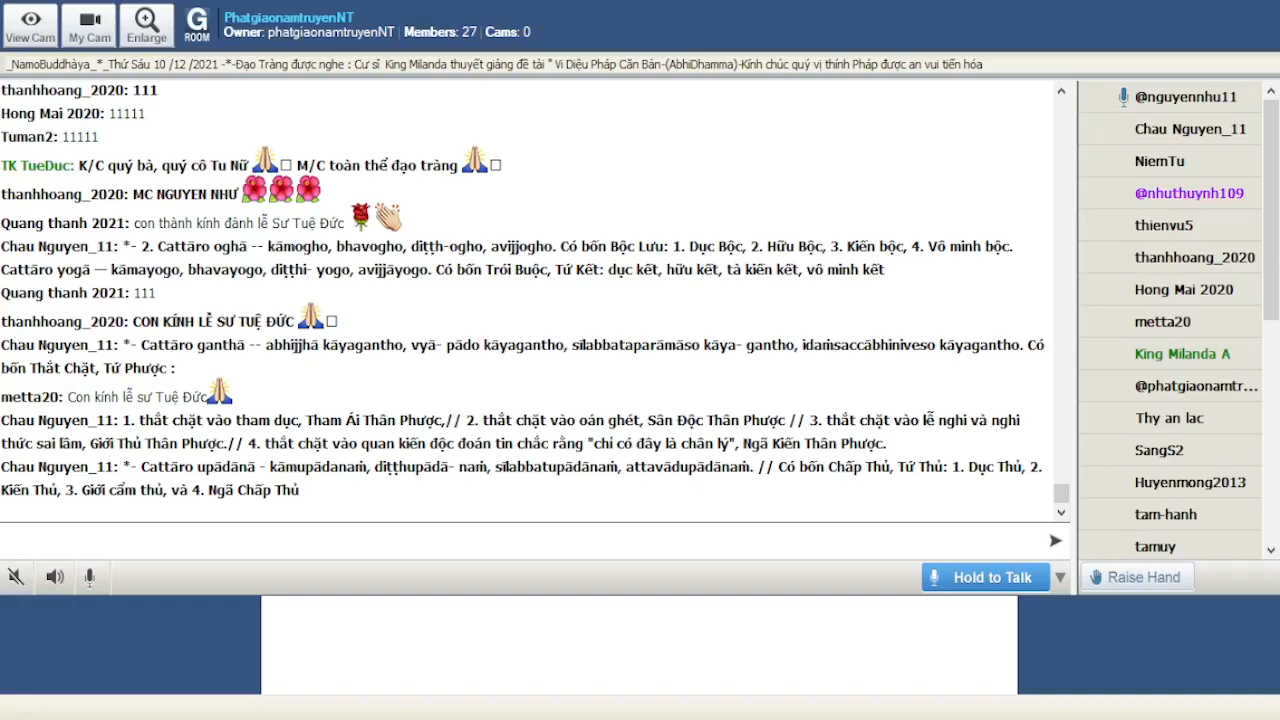 View Cam
My Cam
Enlarge
G
ROOM
PhatgiaonamtruyenNT
Owner: phatgiaonamtruyenNT | Members: 27 | Cams: 0
_NamoBuddhàya_*_Thứ Sáu 10 /12 /2021 -*-Đạo Tràng được nghe : Cư sĩ King Milanda thuyết giảng đề tài " Vi Diệu Pháp Căn Bản-(AbhiDhamma)-Kính chúc quý vị thính Pháp được an vui tiến hóa
thanhhoang_2020: 111
Hong Mai 2020: 11111
Tuman2: 11111
TK TueDuc: K/C quý bà, quý cô Tu Nữ 🙏□ M/C toàn thể đạo tràng 🙏□
thanhhoang_2020: MC NGUYEN NHƯ 🌺🌺🌺
Quang thanh 2021: con thành kính đảnh lễ Sư Tuệ Đức 🌹👏
Chau Nguyen_11: *- 2. Cattāro oghā -- kāmogho, bhavogho, diṭṭh-ogho, avijjogho. Có bốn Bộc Lưu: 1. Dục Bộc, 2. Hữu Bộc, 3. Kiến bộc, 4. Vô minh bộc.
Cattāro yogā — kāmayogo, bhavayogo, diṭṭhi- yogo, avijjāyogo. Có bốn Trói Buộc, Tứ Kết: dục kết, hữu kết, tà kiến kết, vô minh kết
Quang thanh 2021: 111
thanhhoang_2020: CON KÍNH LỄ SƯ TUỆ ĐỨC 🙏□
Chau Nguyen_11: *- Cattāro ganthā -- abhijjhā kāyagantho, vyā- pādo kāyagantho, sīlabbataparāmāso kāya- gantho, idaṁsaccābhiniveso kāyagantho. Có
bốn Thắt Chặt, Tứ Phược :
metta20: Con kính lễ sư Tuệ Đức🙏
Chau Nguyen_11: 1. thắt chặt vào tham dục, Tham Ái Thân Phược,// 2. thắt chặt vào oán ghét, Sân Độc Thân Phược // 3. thắt chặt vào lễ nghi và nghi
thức sai lầm, Giới Thủ Thân Phược.// 4. thắt chặt vào quan kiến độc đoán tin chắc rằng "chỉ có đây là chân lý", Ngã Kiến Thân Phược.
Chau Nguyen_11: *- Cattāro upādānā - kāmupādanaṁ, diṭṭhupādā- naṁ, sīlabbatupādānaṁ, attavādupādānaṁ. // Có bốn Chấp Thủ, Tứ Thủ: 1. Dục Thủ, 2.
Kiến Thủ, 3. Giới cấm thủ, và 4. Ngã Chấp Thủ
@nguyennhu11
Chau Nguyen_11
NiemTu
@nhuthuynh109
thienvu5
thanhhoang_2020
Hong Mai 2020
metta20
King Milanda A
@phatgiaonamtr...
Thy an lac
SangS2
Huyenmong2013
tam-hanh
tamuy
Hold to Talk
Raise Hand